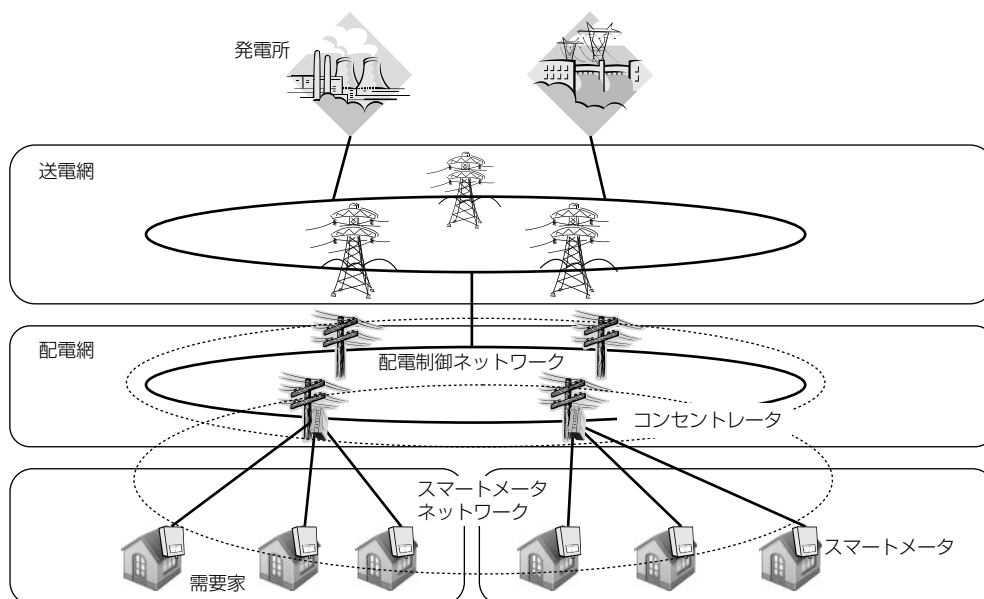 発電所
送電網
配電網
配電制御ネットワーク
コンセントレータ
スマートメータ
ネットワーク
スマートメータ
需要家